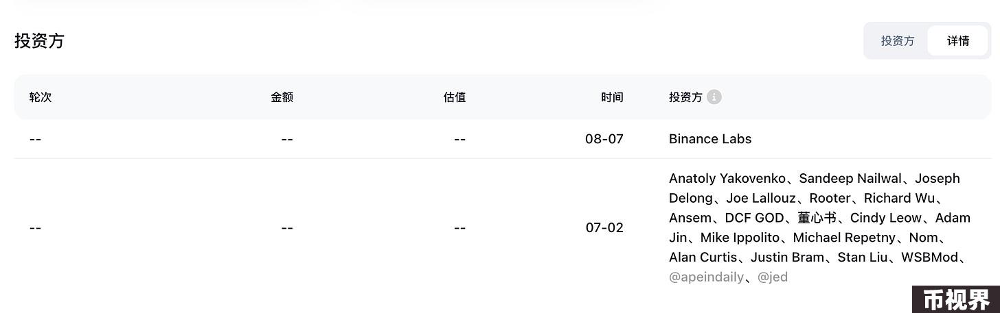 投资方
投资方 详情
轮次 金额 估值 时间 投资方
-- -- -- 08-07 Binance Labs
Anatoly Yakovenko、Sandeep Nailwal、Joseph
Delong、Joe Lallouz、Rooter、Richard Wu、
Ansem、DCF GOD、董心书、Cindy Leow、Adam
-- -- -- 07-02 Jin、Mike Ippolito、Michael Repetny、Nom、
Alan Curtis、Justin Bram、Stan Liu、WSBMod、
@apeindaily、@jed
币视界